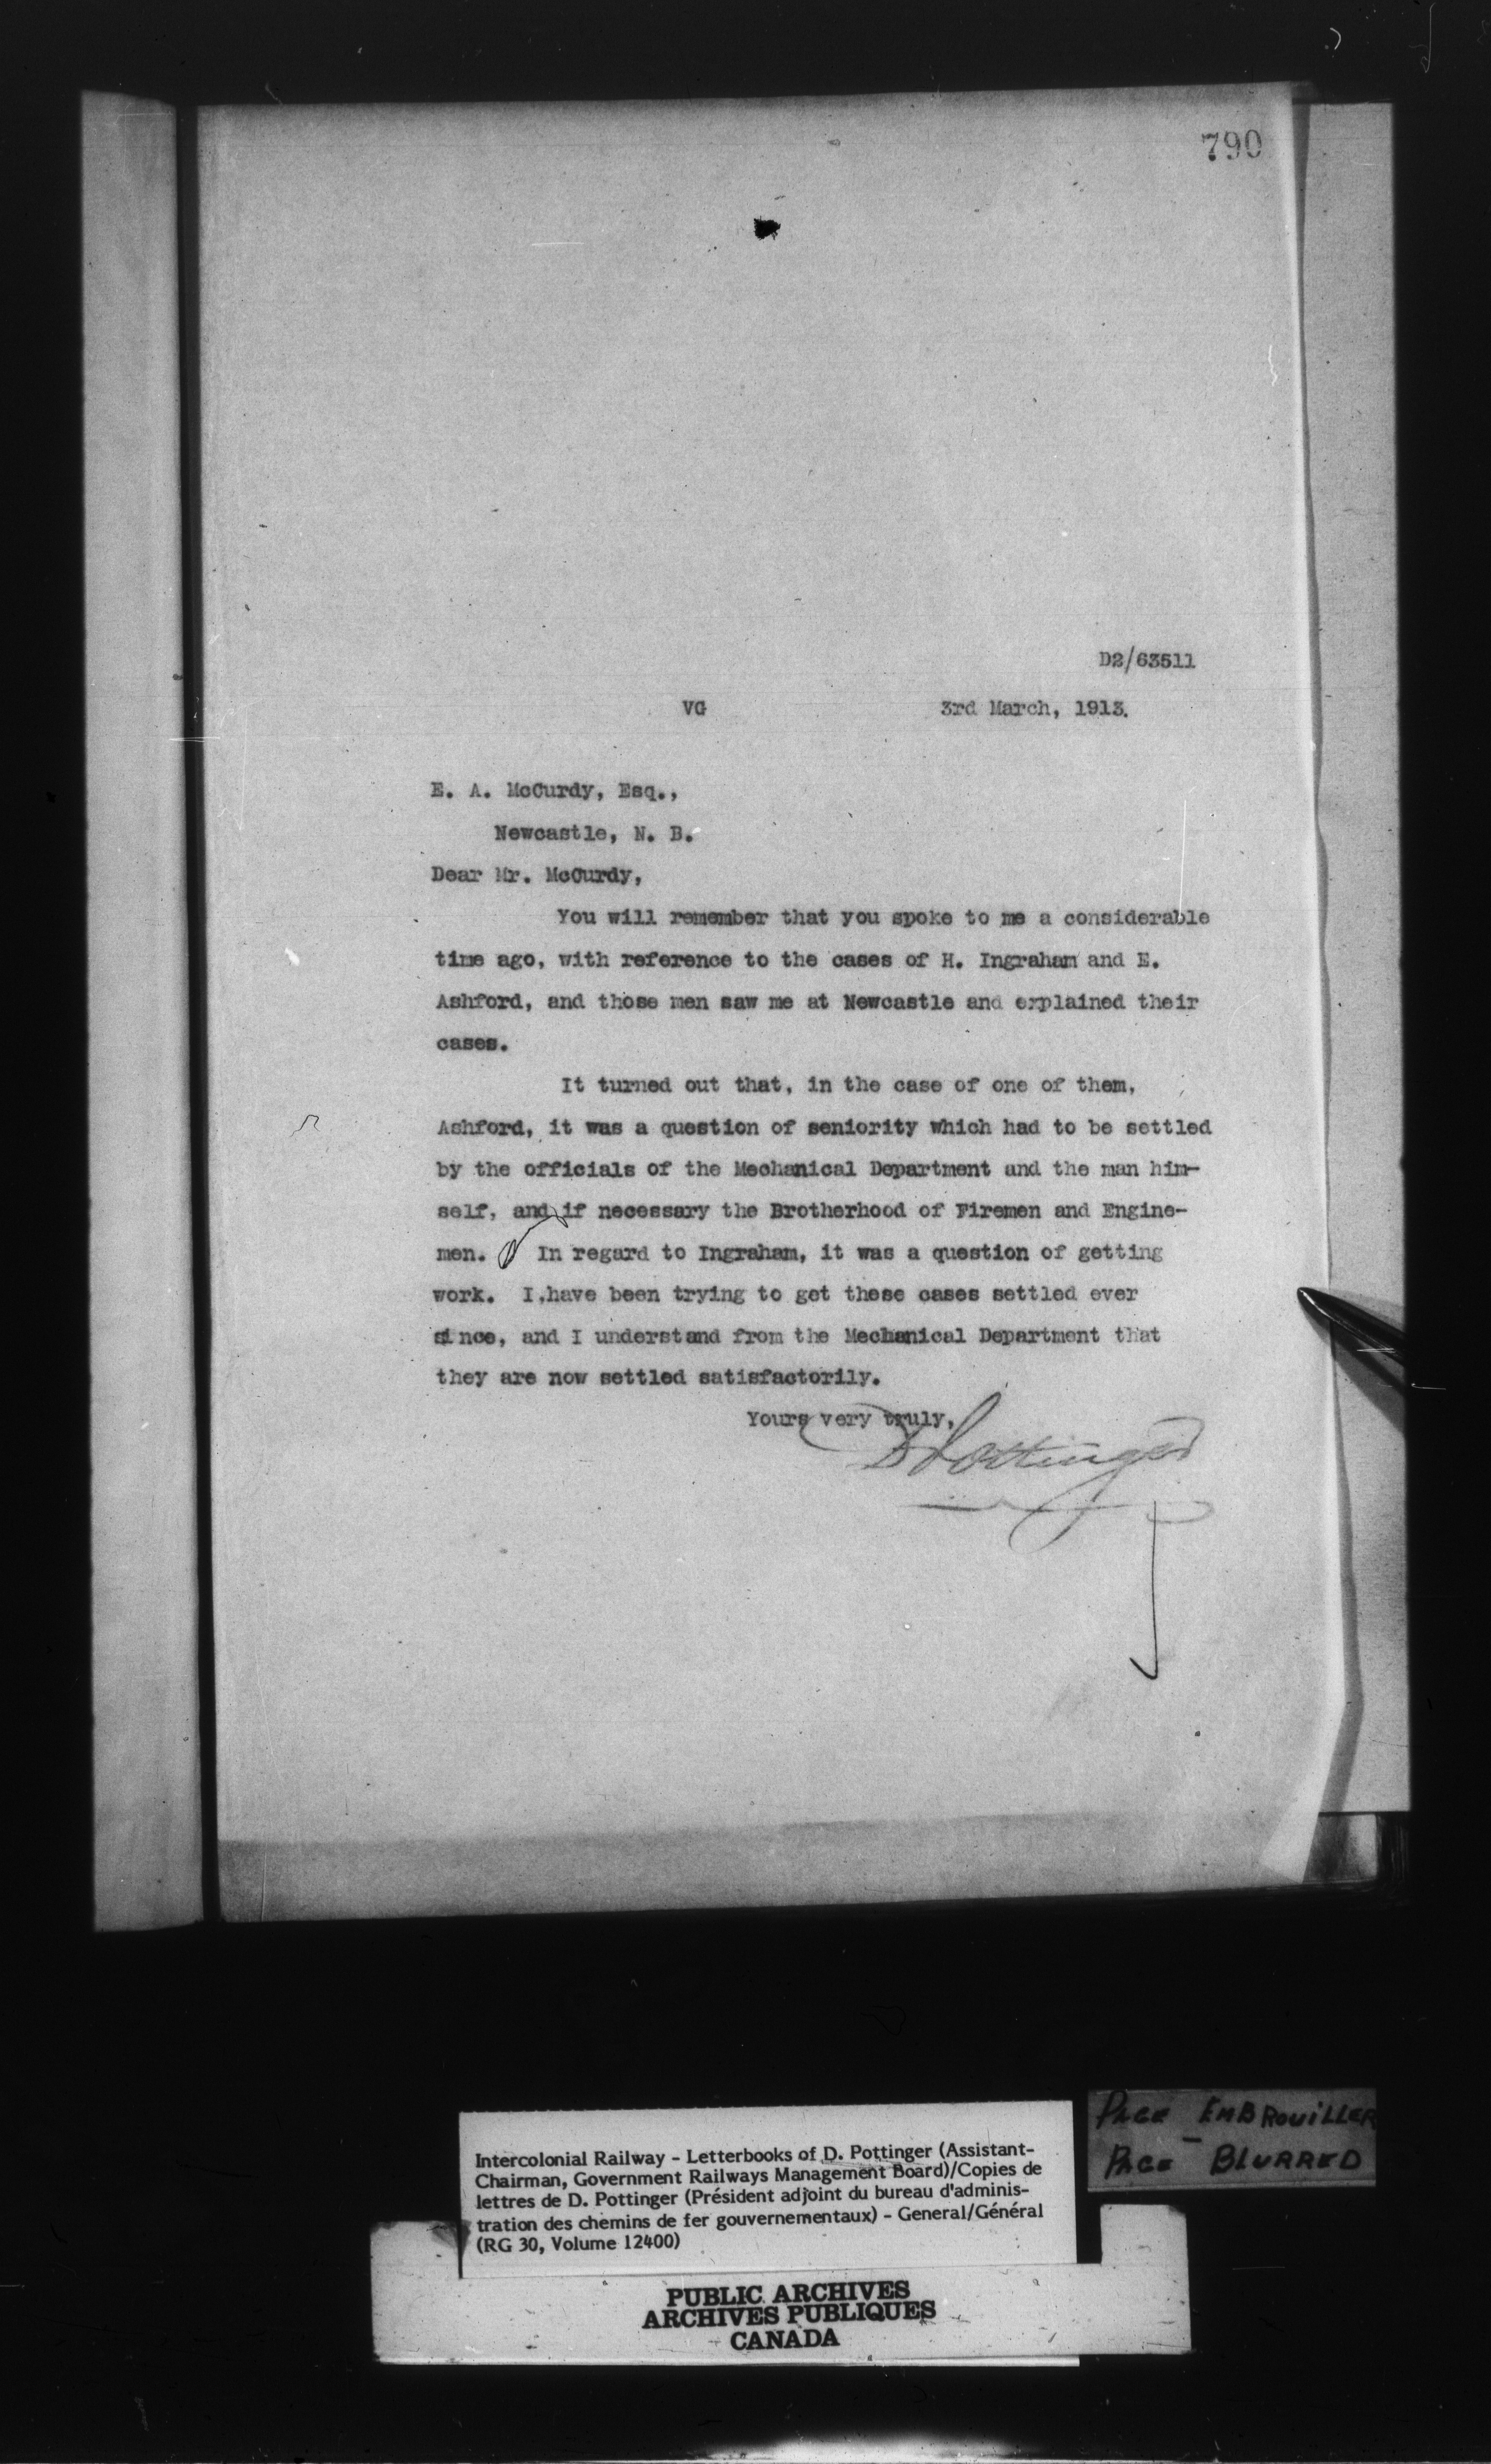 790
D2/63511
VG 3rd March, 1913.
E. A. McCurdy, Esq.,
Newcastle, N. B.
Dear Mr. McCurdy,
You will remember that you spoke to me a considerable
time ago, with reference to the cases of H. Ingraham and E.
Ashford, and those men saw me at Newcastle and explained their
cases.
It turned out that, in the case of one of them,
Ashford, it was a question of seniority which had to be settled
by the officials of the Mechanical Department and the man him-
self, and if necessary the Brotherhood of Firemen and Engine-
men. In regard to Ingraham, it was a question of getting
work. I have been trying to get these cases settled ever
since, and I understand from the Mechanical Department that
they are now settled satisfactorily.
Yours very truly,
D Pottinger
PAGE EMBROUILLER
PAGE - BLURRED
Intercolonial Railway - Letterbooks of D. Pottinger (Assistant-
Chairman, Government Railways Management Board)/Copies de
lettres de D. Pottinger (Président adjoint du bureau d'adminis-
tration des chemins de fer gouvernementaux) - General/Général
(RG 30, Volume 12400)
PUBLIC ARCHIVES
ARCHIVES PUBLIQUES
CANADA